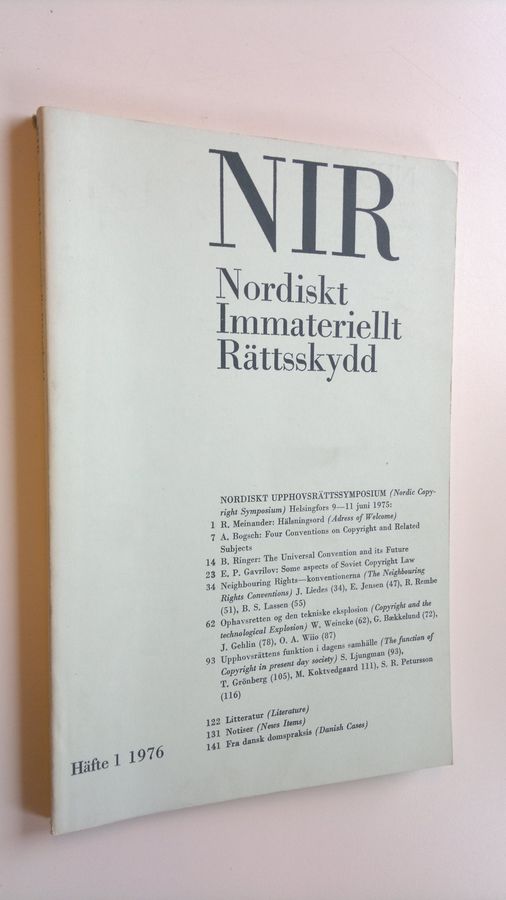 NIR
Nordiskt
Immateriellt
Rättsskydd
NORDISKT UPPHOVSRÄTTSSYMPOSIUM (Nordic Copy-
right Symposium) Helsingfors 9—11 juni 1975:
1 R. Meinander: Hälsningsord (Adress of Welcome)
7 A. Bogsch: Four Conventions on Copyright and Related
Subjects
14 B. Ringer: The Universal Convention and its Future
23 E. P. Gavrilov: Some aspects of Soviet Copyright Law
34 Neighbouring Rights—konventionerna (The Neighbouring
Rights Conventions) J. Liedes (34), E. Jensen (47), R. Rembe
(51), B. S. Lassen (55)
62 Ophavsretten og den tekniske eksplosion (Copyright and the
technological Explosion) W. Weincke (62), G. Bækkelund (72),
J. Gehlin (78), O. A. Wiio (87)
93 Upphovsrättens funktion i dagens samhälle (The function of
Copyright in present day society) S. Ljungman (93),
T. Grönberg (105), M. Koktvedgaard 111), S. R. Petursson
(116)
122 Litteratur (Literature)
131 Notiser (News Items)
141 Fra dansk domspraksis (Danish Cases)
Häfte 1 1976